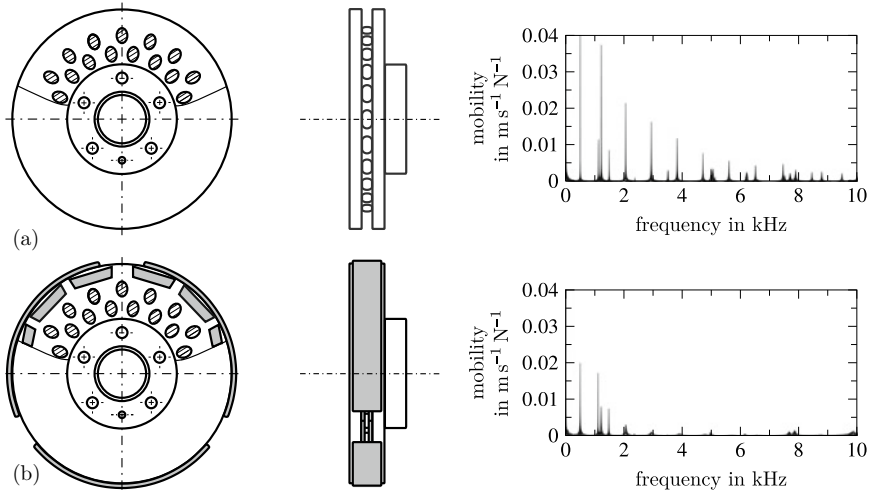 0.04
0.03
0.02
0.01
0
mobility
in m s⁻¹ N⁻¹
0 2 4 6 8 10
frequency in kHz
(a)
0.04
0.03
0.02
0.01
0
mobility
in m s⁻¹ N⁻¹
0 2 4 6 8 10
frequency in kHz
(b)